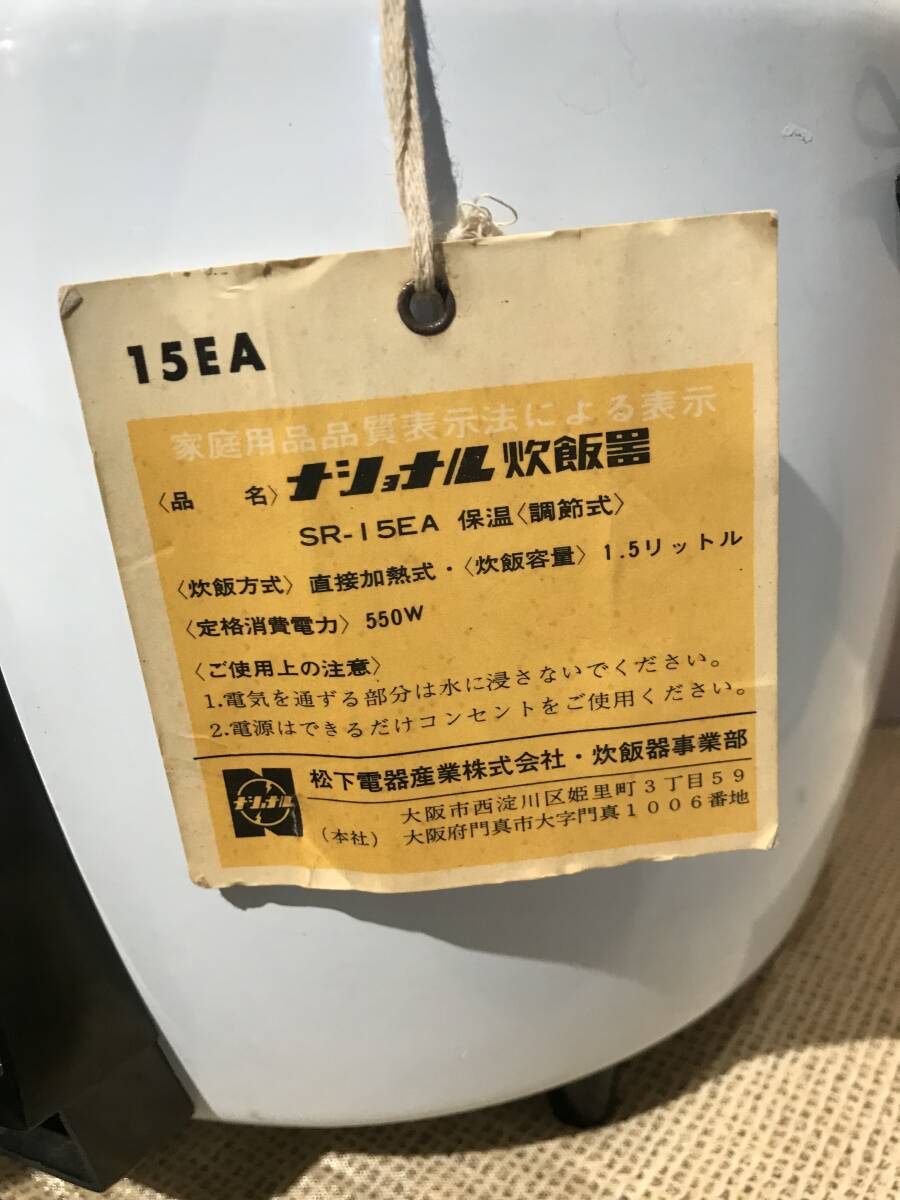 15EA
家庭用品品質表示法による表示
〈品 名〉ナショナル炊飯器
SR-15EA 保温〈調節式〉
〈炊飯方式〉直接加熱式・〈炊飯容量〉1.5リットル
〈定格消費電力〉550W
〈ご使用上の注意〉
1.電気を通ずる部分は水に浸さないでください。
2.電源はできるだけコンセントをご使用ください。
ナショナル
松下電器産業株式会社・炊飯器事業部
大阪市西淀川区姫里町3丁目59
(本社) 大阪府門真市大字門真1006番地